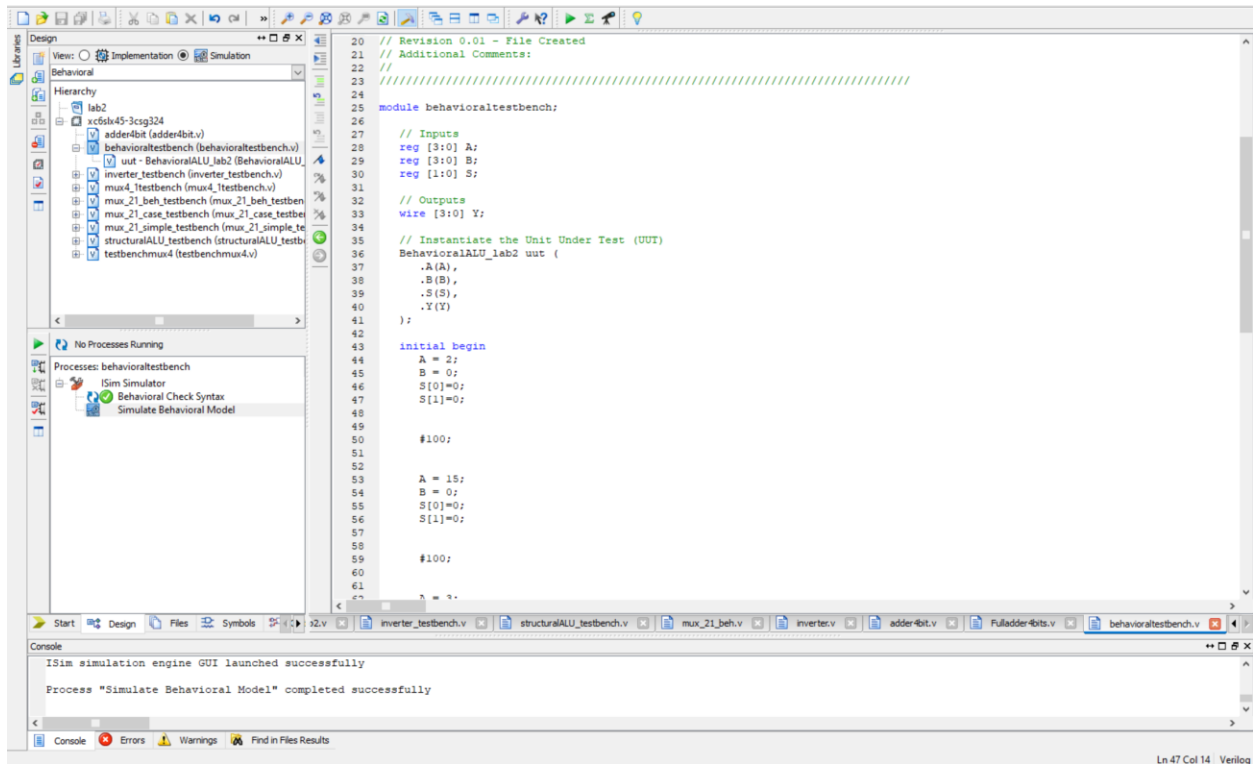 Libraries
Design
View: Implementation Simulation
Behavioral
Hierarchy
lab2
xc6slx45-3csg324
adder4bit (adder4bit.v)
behavioraltestbench (behavioraltestbench.v)
uut - BehavioralALU_lab2 (BehavioralALU_
inverter_testbench (inverter_testbench.v)
mux4_1testbench (mux4_1testbench.v)
mux_21_beh_testbench (mux_21_beh_testben
mux_21_case_testbench (mux_21_case_testbe
mux_21_simple_testbench (mux_21_simple_te
structuralALU_testbench (structuralALU_testb
testbenchmux4 (testbenchmux4.v)
No Processes Running
Processes: behavioraltestbench
ISim Simulator
Behavioral Check Syntax
Simulate Behavioral Model
Start Design Files Symbols
20 // Revision 0.01 - File Created
21 // Additional Comments:
22 //
23 ////////////////////////////////////////////////////////////////////////////////
24
25 module behavioraltestbench;
26
27 // Inputs
28 reg [3:0] A;
29 reg [3:0] B;
30 reg [1:0] S;
31
32 // Outputs
33 wire [3:0] Y;
34
35 // Instantiate the Unit Under Test (UUT)
36 BehavioralALU_lab2 uut (
37 .A(A),
38 .B(B),
39 .S(S),
40 .Y(Y)
41 );
42
43 initial begin
44 A = 2;
45 B = 0;
46 S[0]=0;
47 S[1]=0;
48
49
50 #100;
51
52
53 A = 15;
54 B = 0;
55 S[0]=0;
56 S[1]=0;
57
58
59 #100;
60
61
62 A = 3;
b2.v inverter_testbench.v structuralALU_testbench.v mux_21_beh.v inverter.v adder4bit.v Fulladder4bits.v behavioraltestbench.v
Console
ISim simulation engine GUI launched successfully
Process "Simulate Behavioral Model" completed successfully
Console Errors Warnings Find in Files Results
Ln 47 Col 14 Verilog